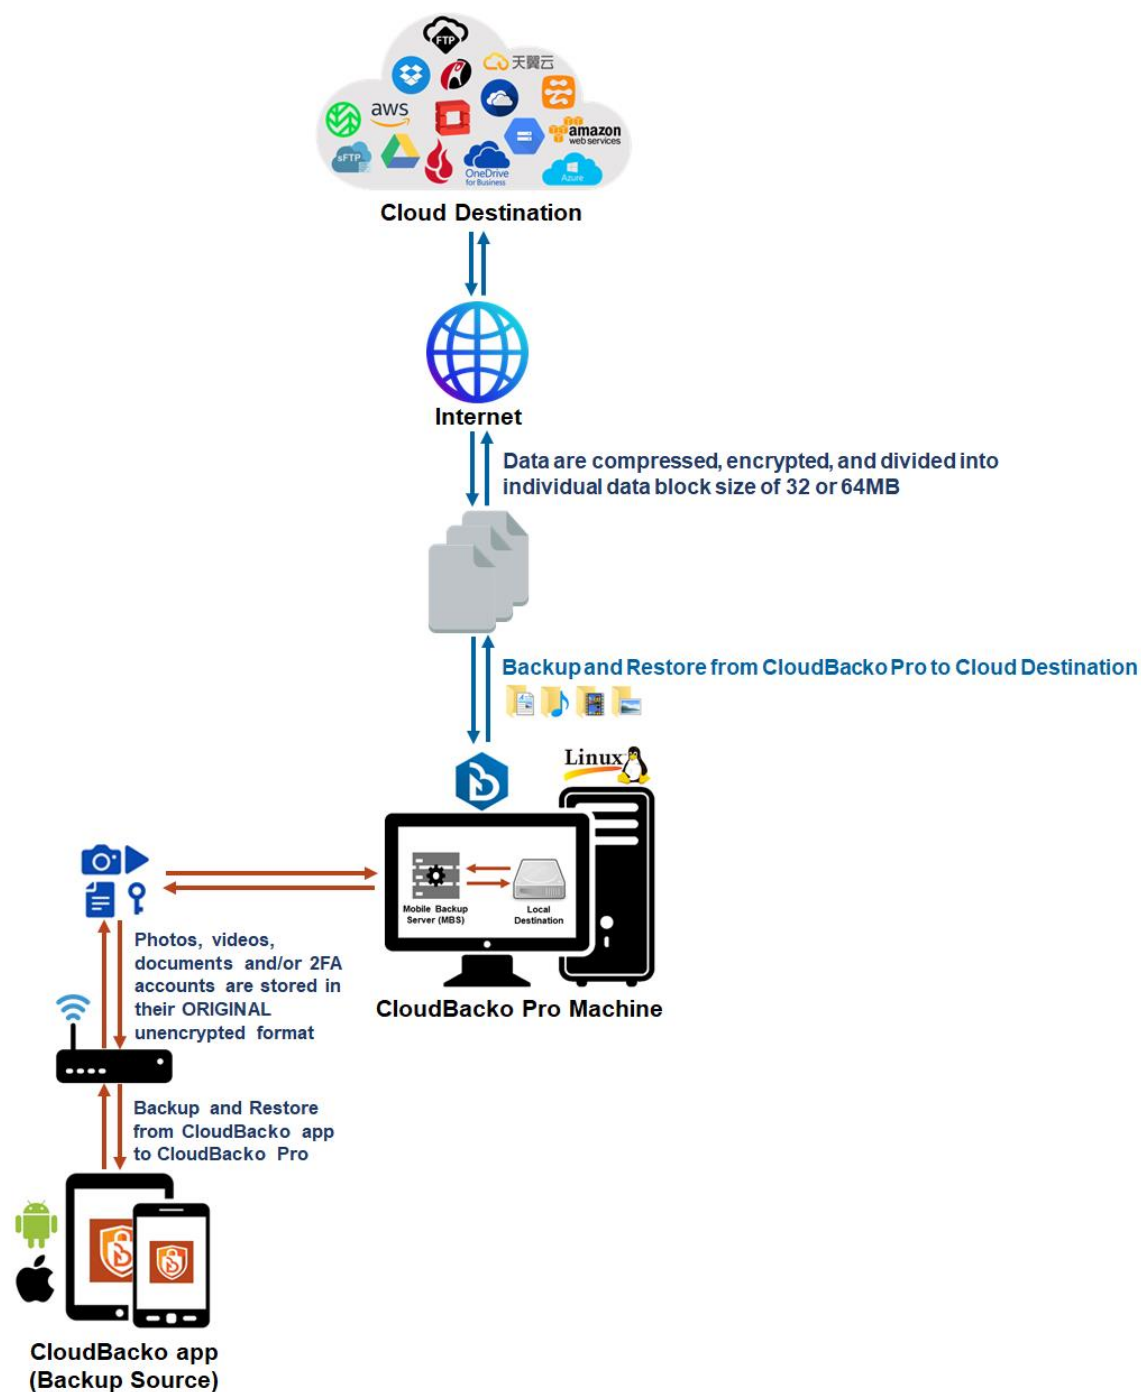 FTP
天翼云
aws
amazon
web services
sFTP
OneDrive
for Business
Azure
Cloud Destination
Internet
Data are compressed, encrypted, and divided into
individual data block size of 32 or 64MB
Backup and Restore from CloudBacko Pro to Cloud Destination
Linux
Mobile Backup
Server (MBS)
Local
Destination
CloudBacko Pro Machine
Photos, videos,
documents and/or 2FA
accounts are stored in
their ORIGINAL
unencrypted format
Backup and Restore
from CloudBacko app
to CloudBacko Pro
CloudBacko app
(Backup Source)